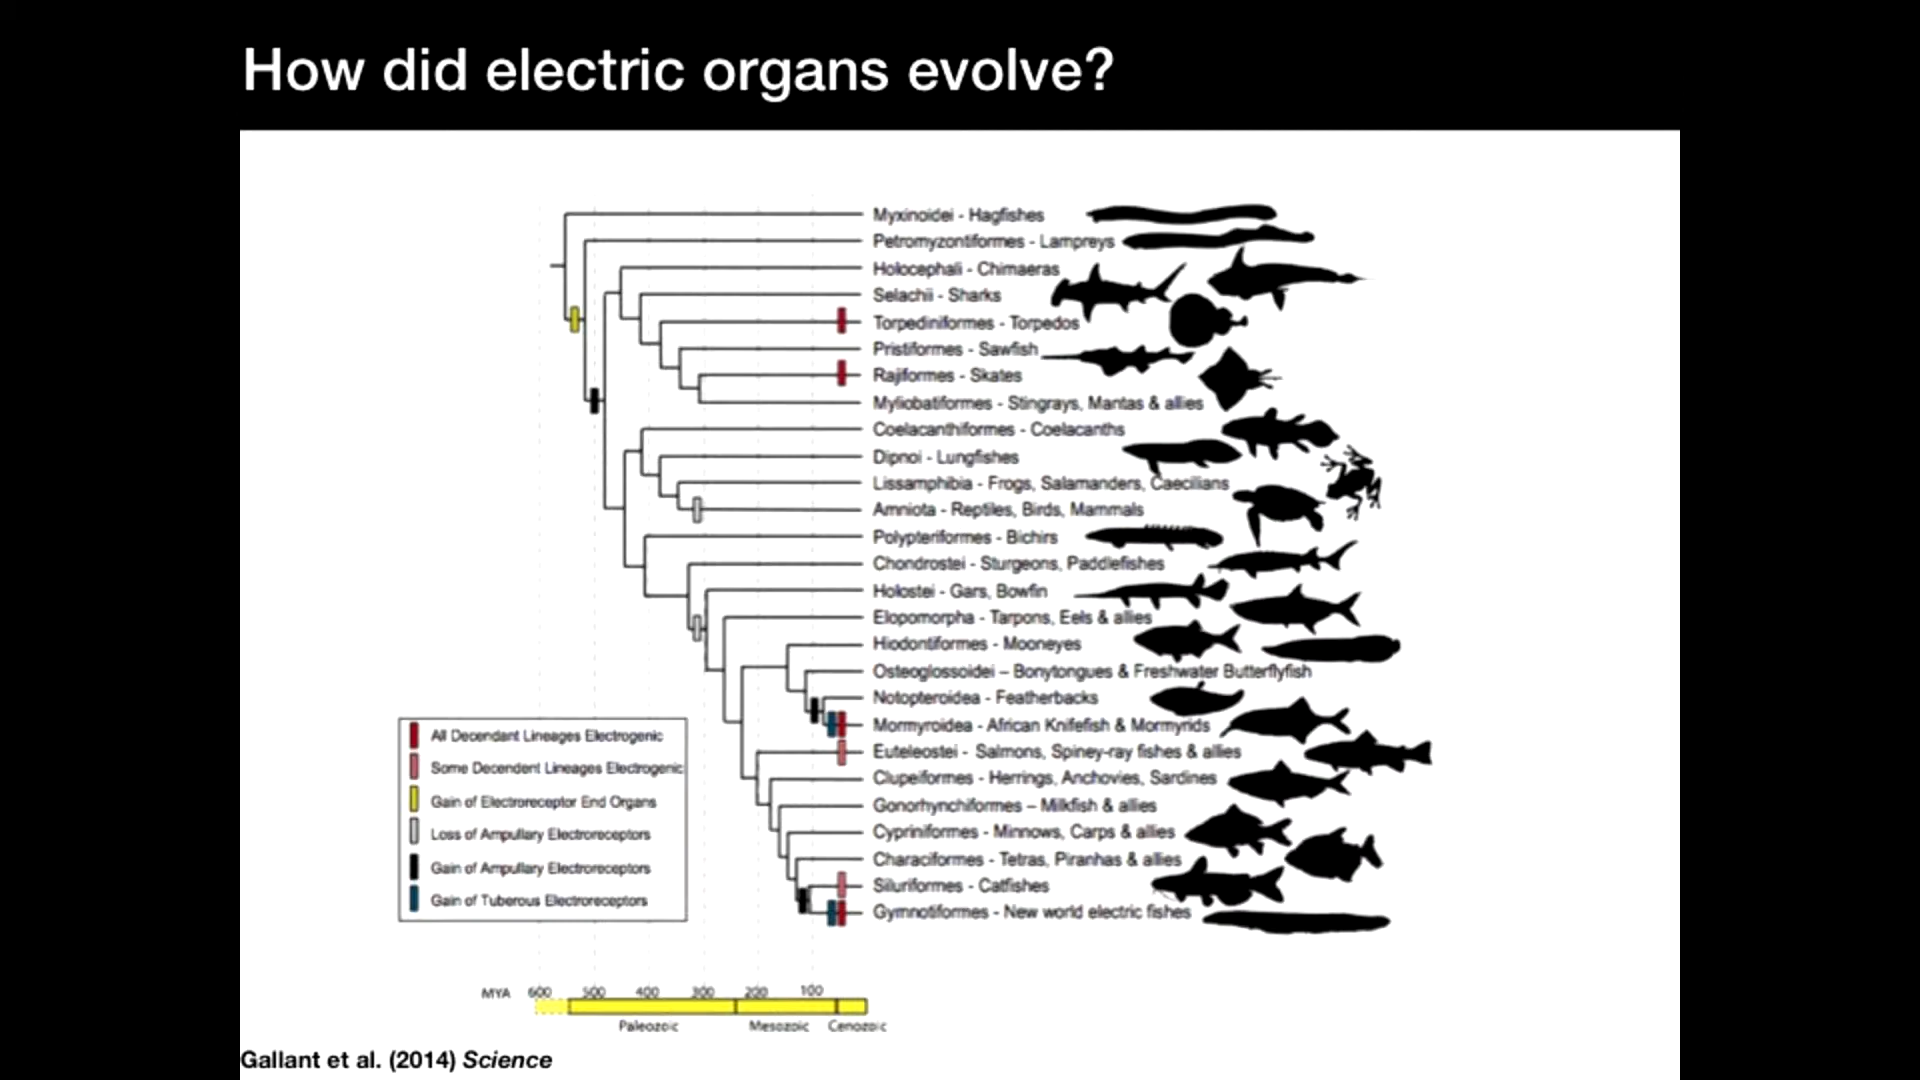 How did electric organs evolve?
Myxinoidei - Hagfishes
Petromyzontiformes - Lampreys
Holocephali - Chimaeras
Selachii - Sharks
Torpediniformes - Torpedos
Pristiformes - Sawfish
Rajiformes - Skates
Myliobatiformes - Stingrays, Mantas & allies
Coelacanthiformes - Coelacanths
Dipnoi - Lungfishes
Lissamphibia - Frogs, Salamanders, Caecilians
Amniota - Reptiles, Birds, Mammals
Polypteriformes - Bichirs
Chondrostei - Sturgeons, Paddlefishes
Holostei - Gars, Bowfin
Elopomorpha - Tarpons, Eels & allies
Hiodontiformes - Mooneyes
Osteoglossoidei – Bonytongues & Freshwater Butterflyfish
Notopteroidea - Featherbacks
Mormyroidea - African Knifefish & Mormyrids
Euteleostei - Salmons, Spiney-ray fishes & allies
Clupeiformes - Herrings, Anchovies, Sardines
Gonorhynchiformes – Milkfish & allies
Cypriniformes - Minnows, Carps & allies
Characiformes - Tetras, Piranhas & allies
Siluriformes - Catfishes
Gymnotiformes - New world electric fishes
All Decendant Lineages Electrogenic
Some Decendent Lineages Electrogenic
Gain of Electroreceptor End Organs
Loss of Ampullary Electroreceptors
Gain of Ampullary Electroreceptors
Gain of Tuberous Electroreceptors
MYA 600 500 400 300 200 100
Paleozoic Mesozoic Cenozoic
Gallant et al. (2014) Science